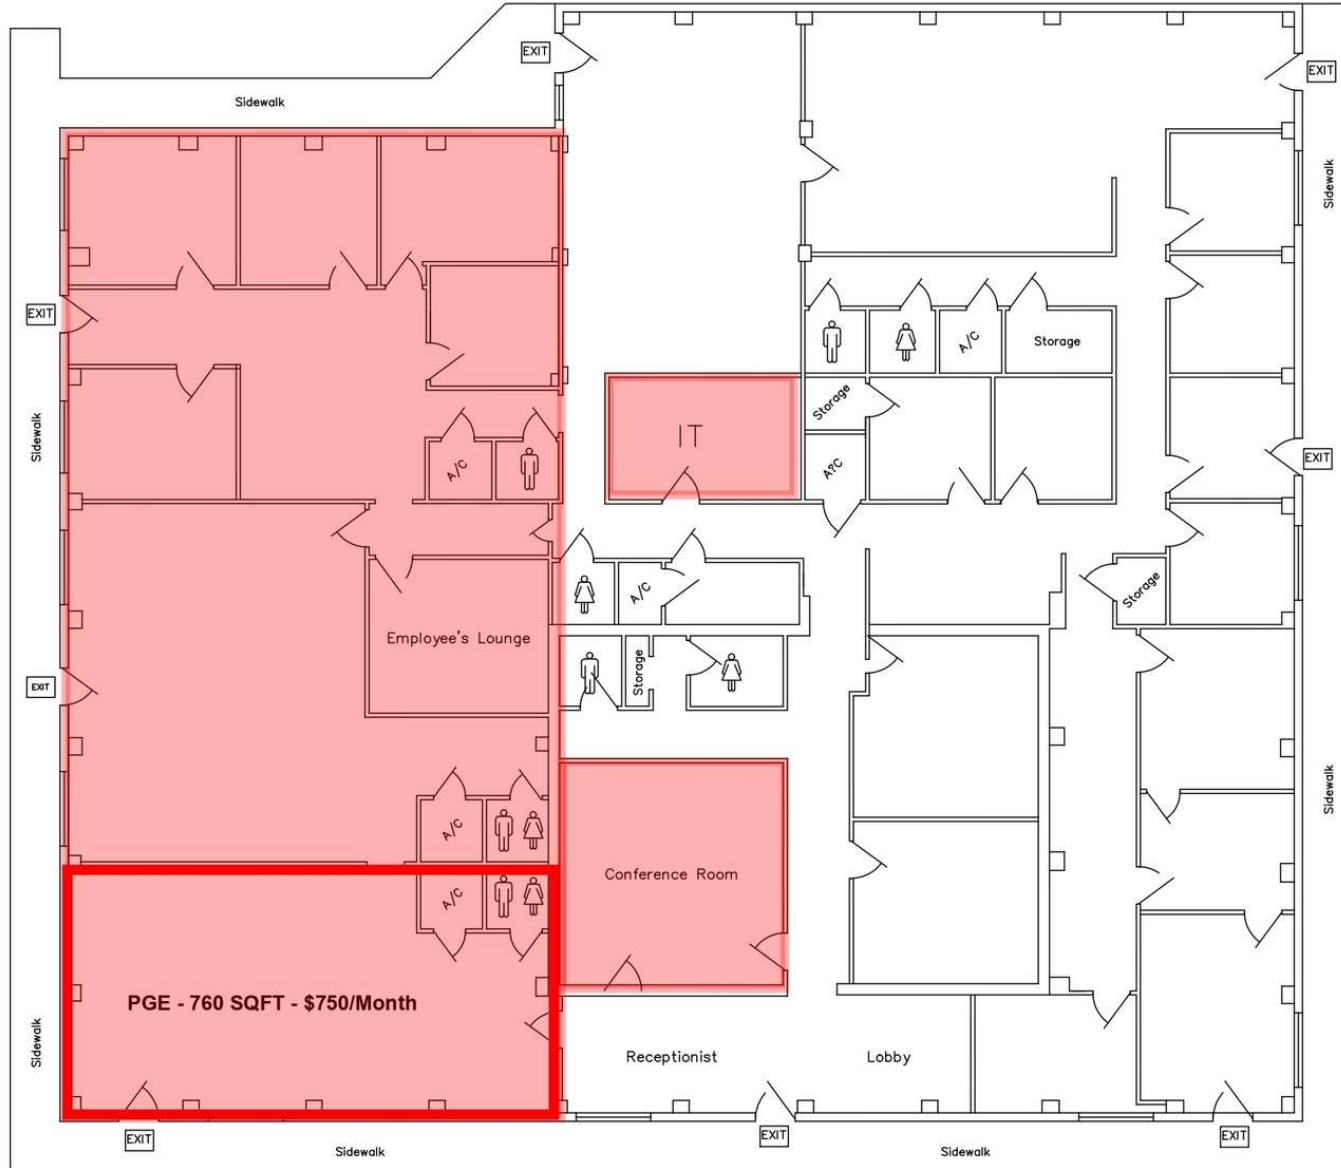 EXIT
EXIT
Sidewalk
Sidewalk
EXIT
A/C
Storage
Storage
Sidewalk
IT
EXIT
A/C
A?C
Storage
A/C
Employee's Lounge
Storage
EXIT
Sidewalk
A/C
Conference Room
A/C
PGE - 760 SQFT - $750/Month
Sidewalk
Receptionist
Lobby
EXIT
EXIT
EXIT
Sidewalk
Sidewalk